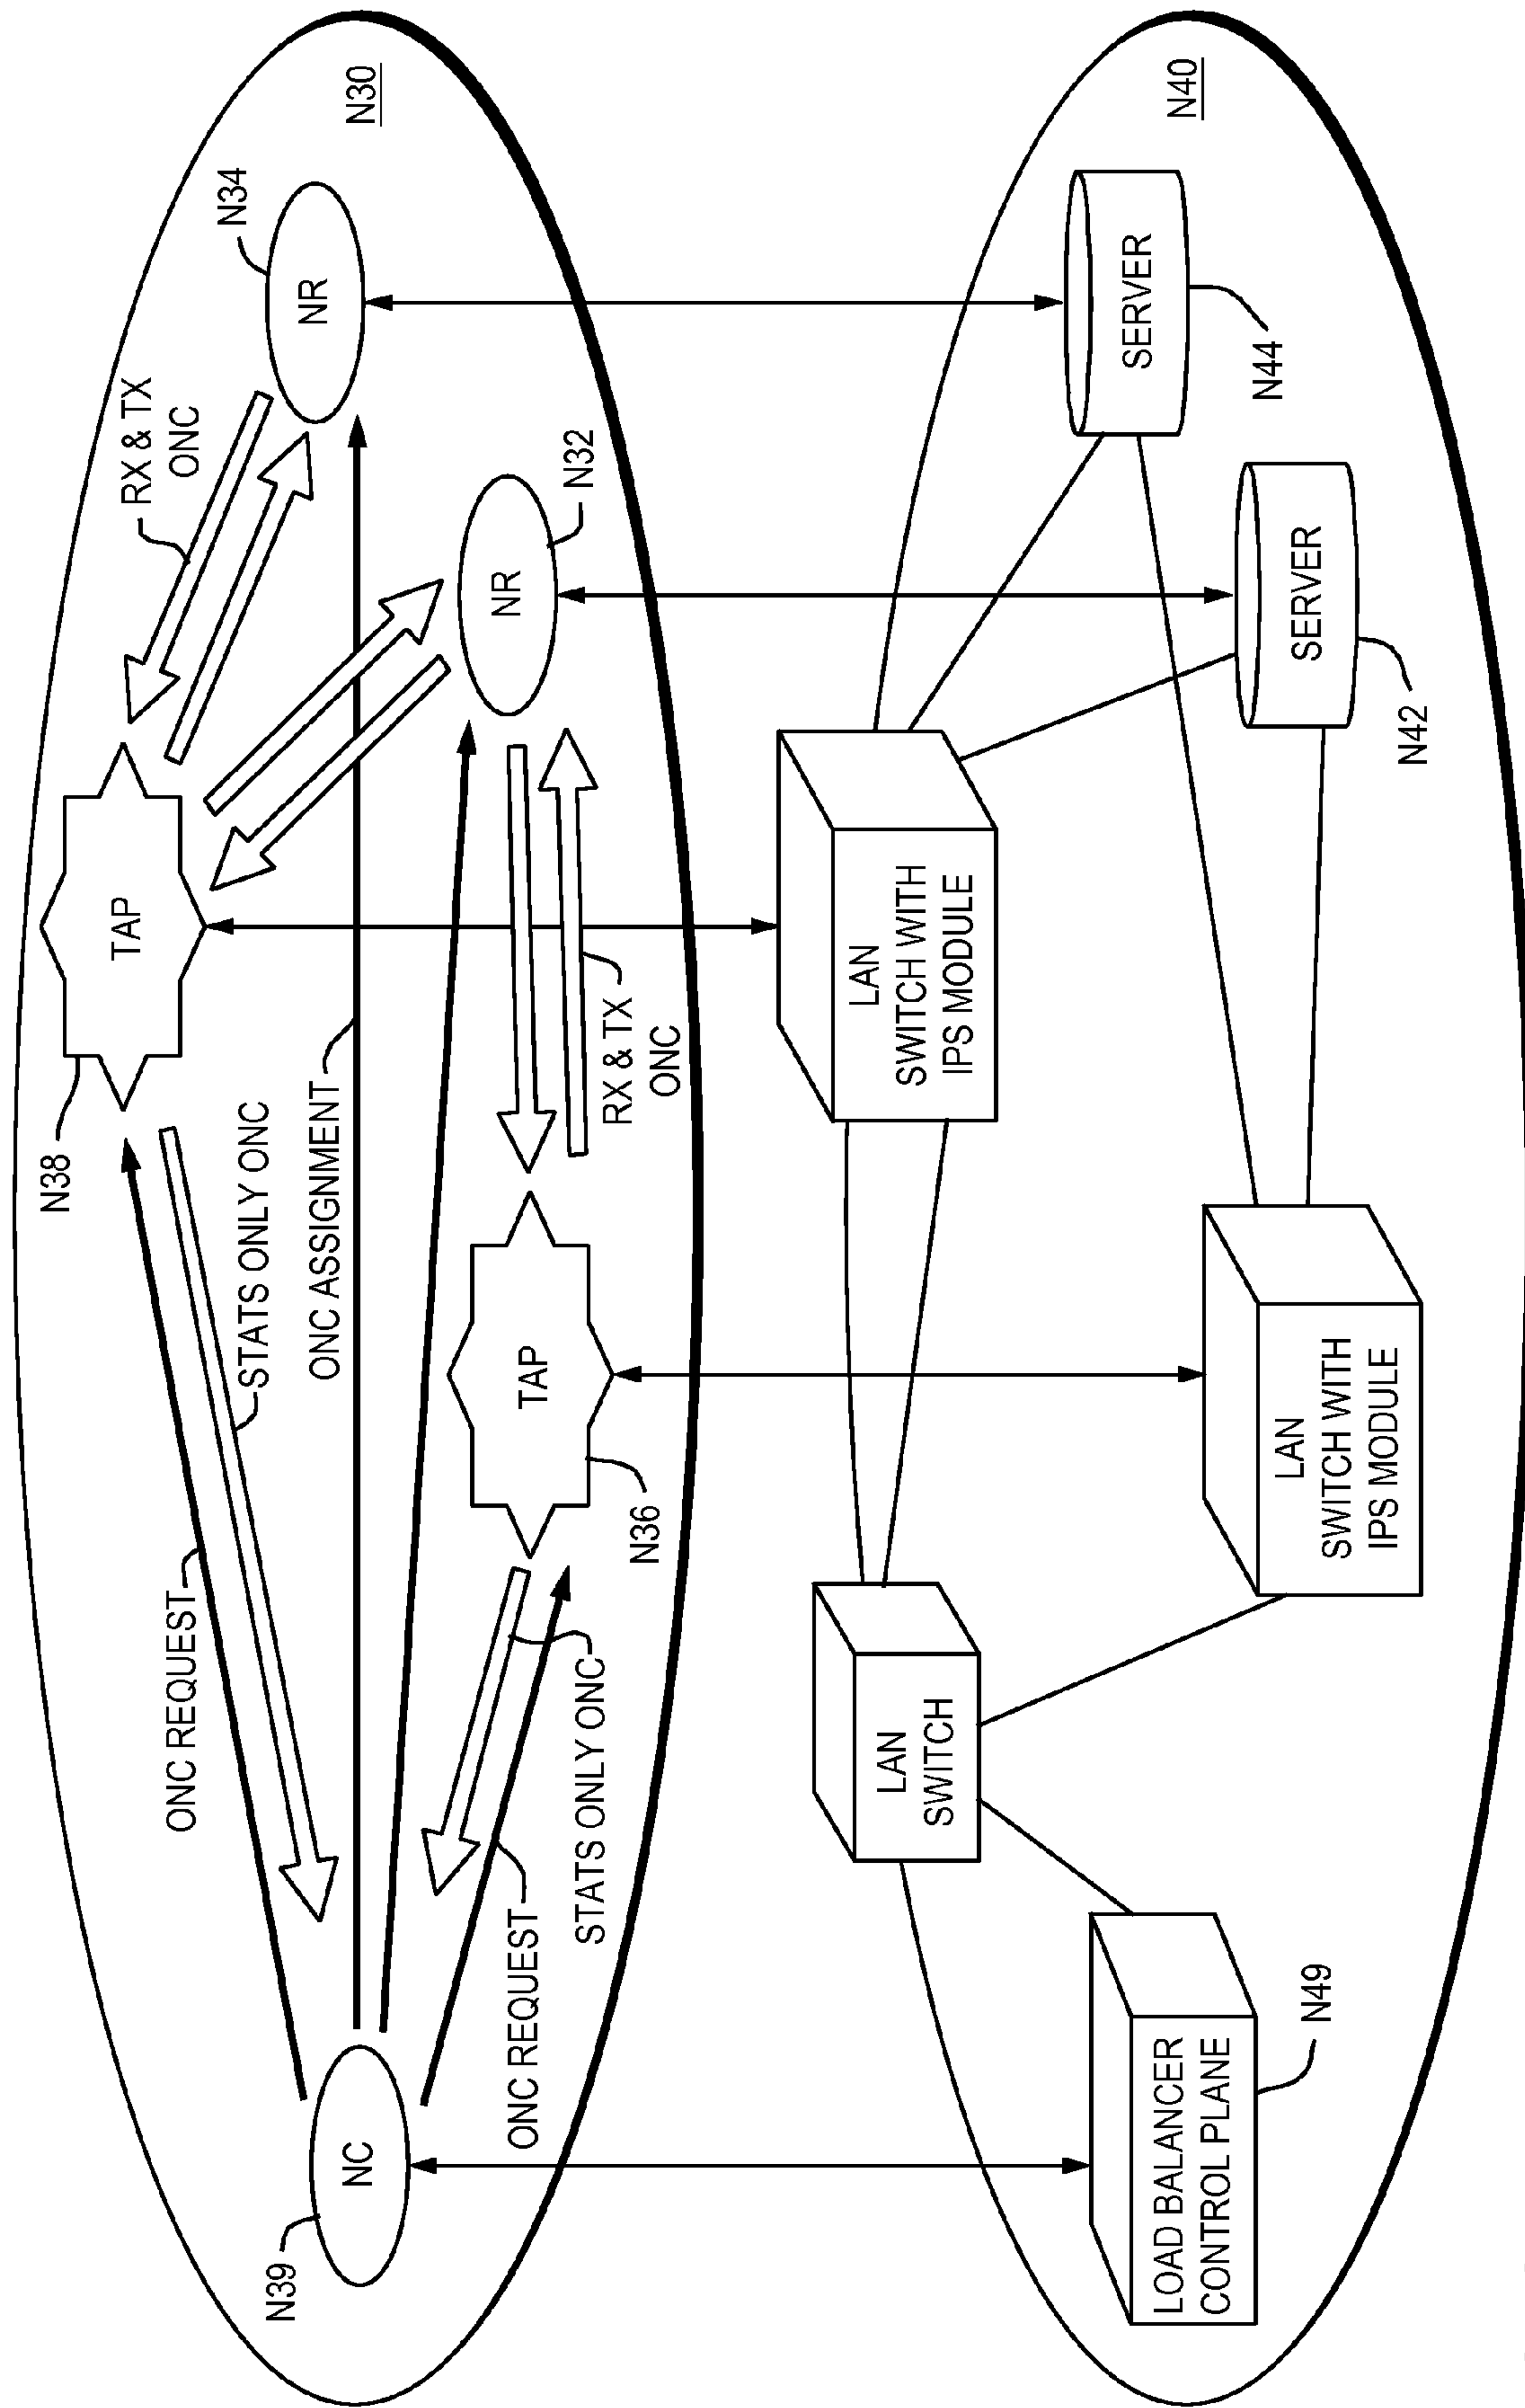 N30
N34
NR
RX & TX
ONC
N32
NR
TAP
N38
STATS ONLY ONC
ONC ASSIGNMENT
RX & TX
ONC
TAP
N36
ONC REQUEST
STATS ONLY ONC
ONC REQUEST
NC
N39
N40
SERVER
N44
SERVER
N42
LAN
SWITCH WITH
IPS MODULE
LAN
SWITCH WITH
IPS MODULE
LAN
SWITCH
LOAD BALANCER
CONTROL PLANE
N49